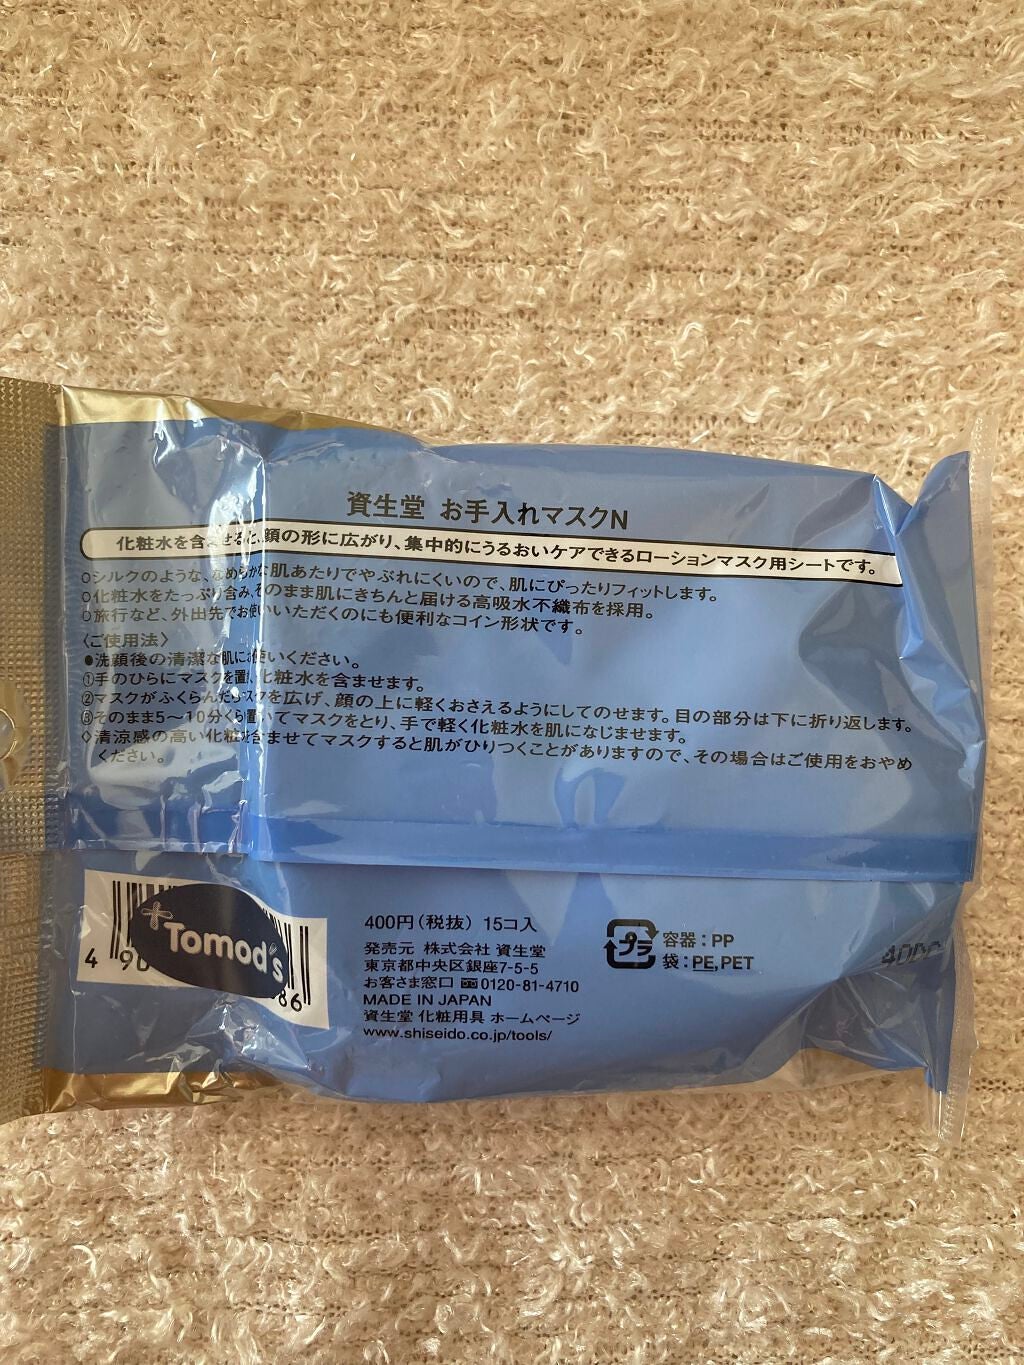 資生堂 お手入れマスクN
化粧水を含ませると、顔の形に広がり、集中的にうるおいケアできるローションマスク用シートです。
○シルクのような、なめらかな肌あたりでやぶれにくいので、肌にぴったりフィットします。
○化粧水をたっぷり含み、そのまま肌にきちんと届ける高吸水不織布を採用。
○旅行など、外出先でお使いいただくのにも便利なコイン形状です。
〈ご使用法〉
●洗顔後の清潔な肌にお使いください。
①手のひらにマスクを置き、化粧水を含ませます。
②マスクがふくらんだらマスクを広げ、顔の上に軽くおさえるようにしてのせます。目の部分は下に折り返します。
③そのまま5〜10分くらい置いてマスクをとり、手で軽く化粧水を肌になじませます。
◇清涼感の高い化粧を含ませてマスクすると肌がひりつくことがありますので、その場合はご使用をおやめ
ください。
Tomod's
4 90 86
400円（税抜） 15コ入
発売元 株式会社 資生堂
東京都中央区銀座7-5-5
お客さま窓口 0120-81-4710
MADE IN JAPAN
資生堂 化粧用具 ホームページ
www.shiseido.co.jp/tools/
プラ
容器：PP
袋：PE,PET